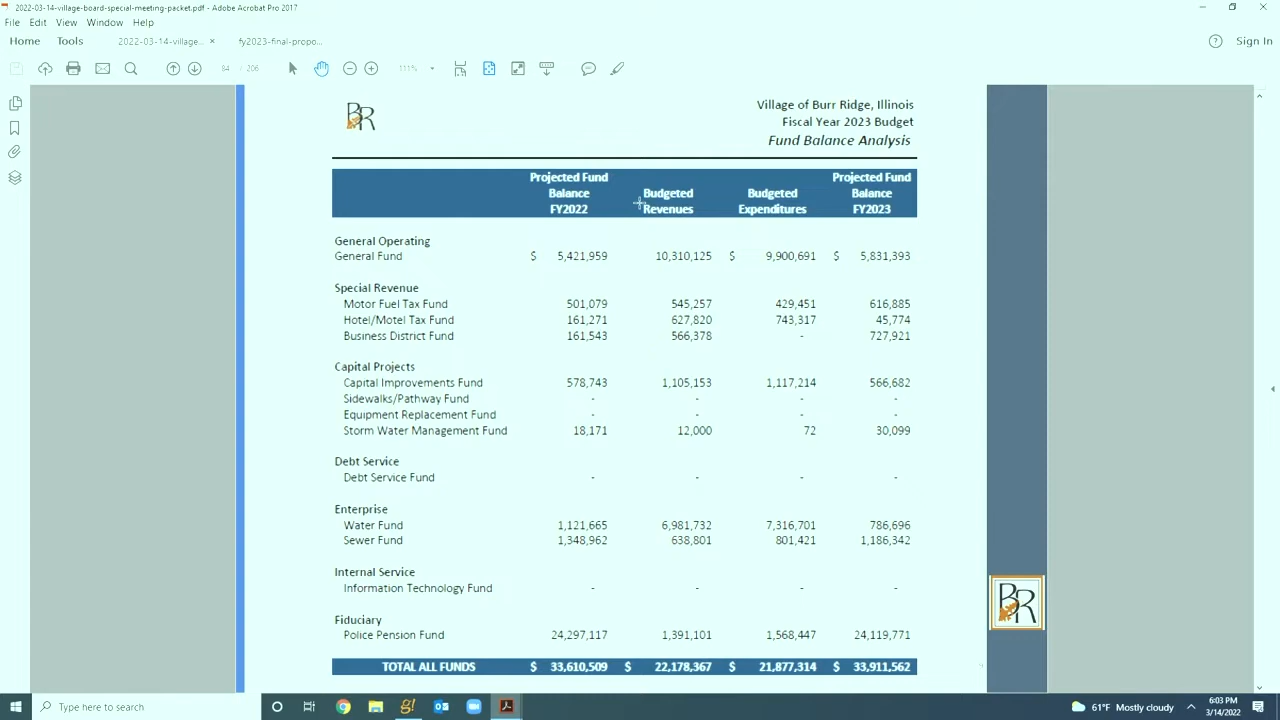 2022-03-14-village-board-special-meeting-packet.pdf - Adobe Acrobat Pro 2017
File Edit View Window Help
Home Tools 2022-03-14-village... × fy2023-final-propo... Sign In
84 / 206 111%
BR
Village of Burr Ridge, Illinois
Fiscal Year 2023 Budget
Fund Balance Analysis
Projected Fund Balance FY2022 Budgeted Revenues Budgeted Expenditures Projected Fund Balance FY2023
General Operating
General Fund $ 5,421,959 10,310,125 $ 9,900,691 $ 5,831,393
Special Revenue
Motor Fuel Tax Fund 501,079 545,257 429,451 616,885
Hotel/Motel Tax Fund 161,271 627,820 743,317 45,774
Business District Fund 161,543 566,378 - 727,921
Capital Projects
Capital Improvements Fund 578,743 1,105,153 1,117,214 566,682
Sidewalks/Pathway Fund - - - -
Equipment Replacement Fund - - - -
Storm Water Management Fund 18,171 12,000 72 30,099
Debt Service
Debt Service Fund - - - -
Enterprise
Water Fund 1,121,665 6,981,732 7,316,701 786,696
Sewer Fund 1,348,962 638,801 801,421 1,186,342
Internal Service
Information Technology Fund - - - -
Fiduciary
Police Pension Fund 24,297,117 1,391,101 1,568,447 24,119,771
TOTAL ALL FUNDS $ 33,610,509 $ 22,178,367 $ 21,877,314 $ 33,911,562
BR
Type here to search 61°F Mostly cloudy 6:03 PM
3/14/2022